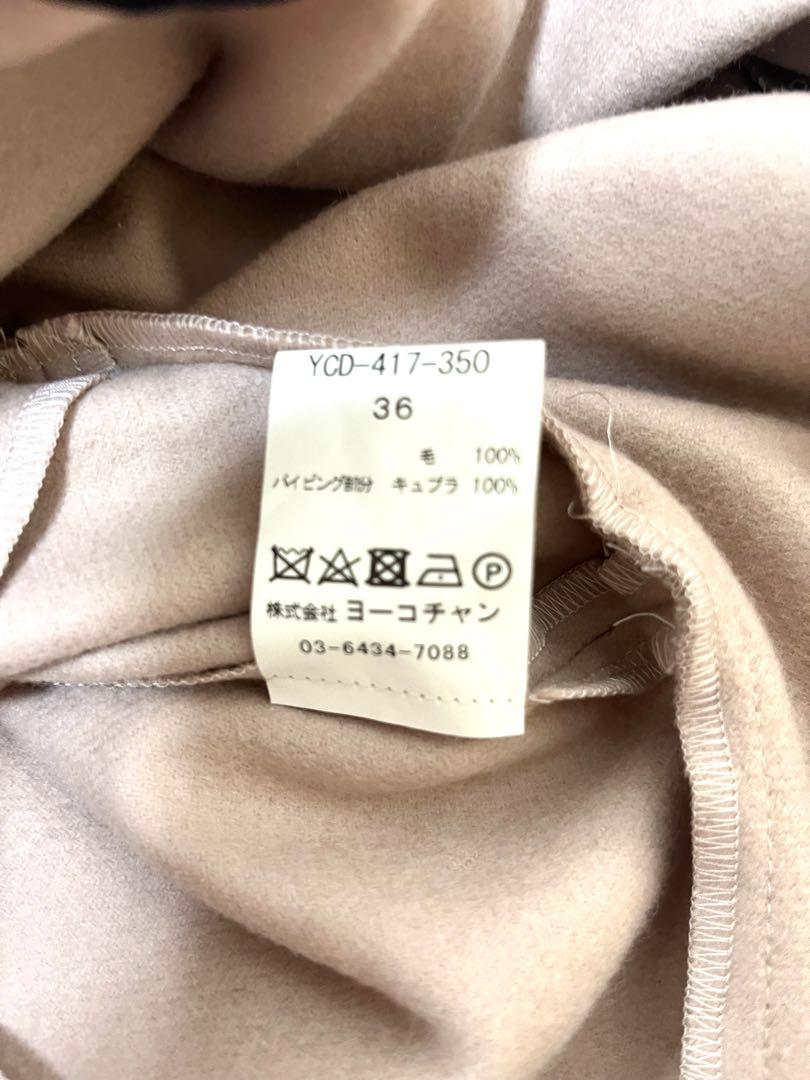 YCD-417-350
36
毛 100%
パイピング部分 キュプラ 100%
P
株式会社 ヨーコチャン
03-6434-7088